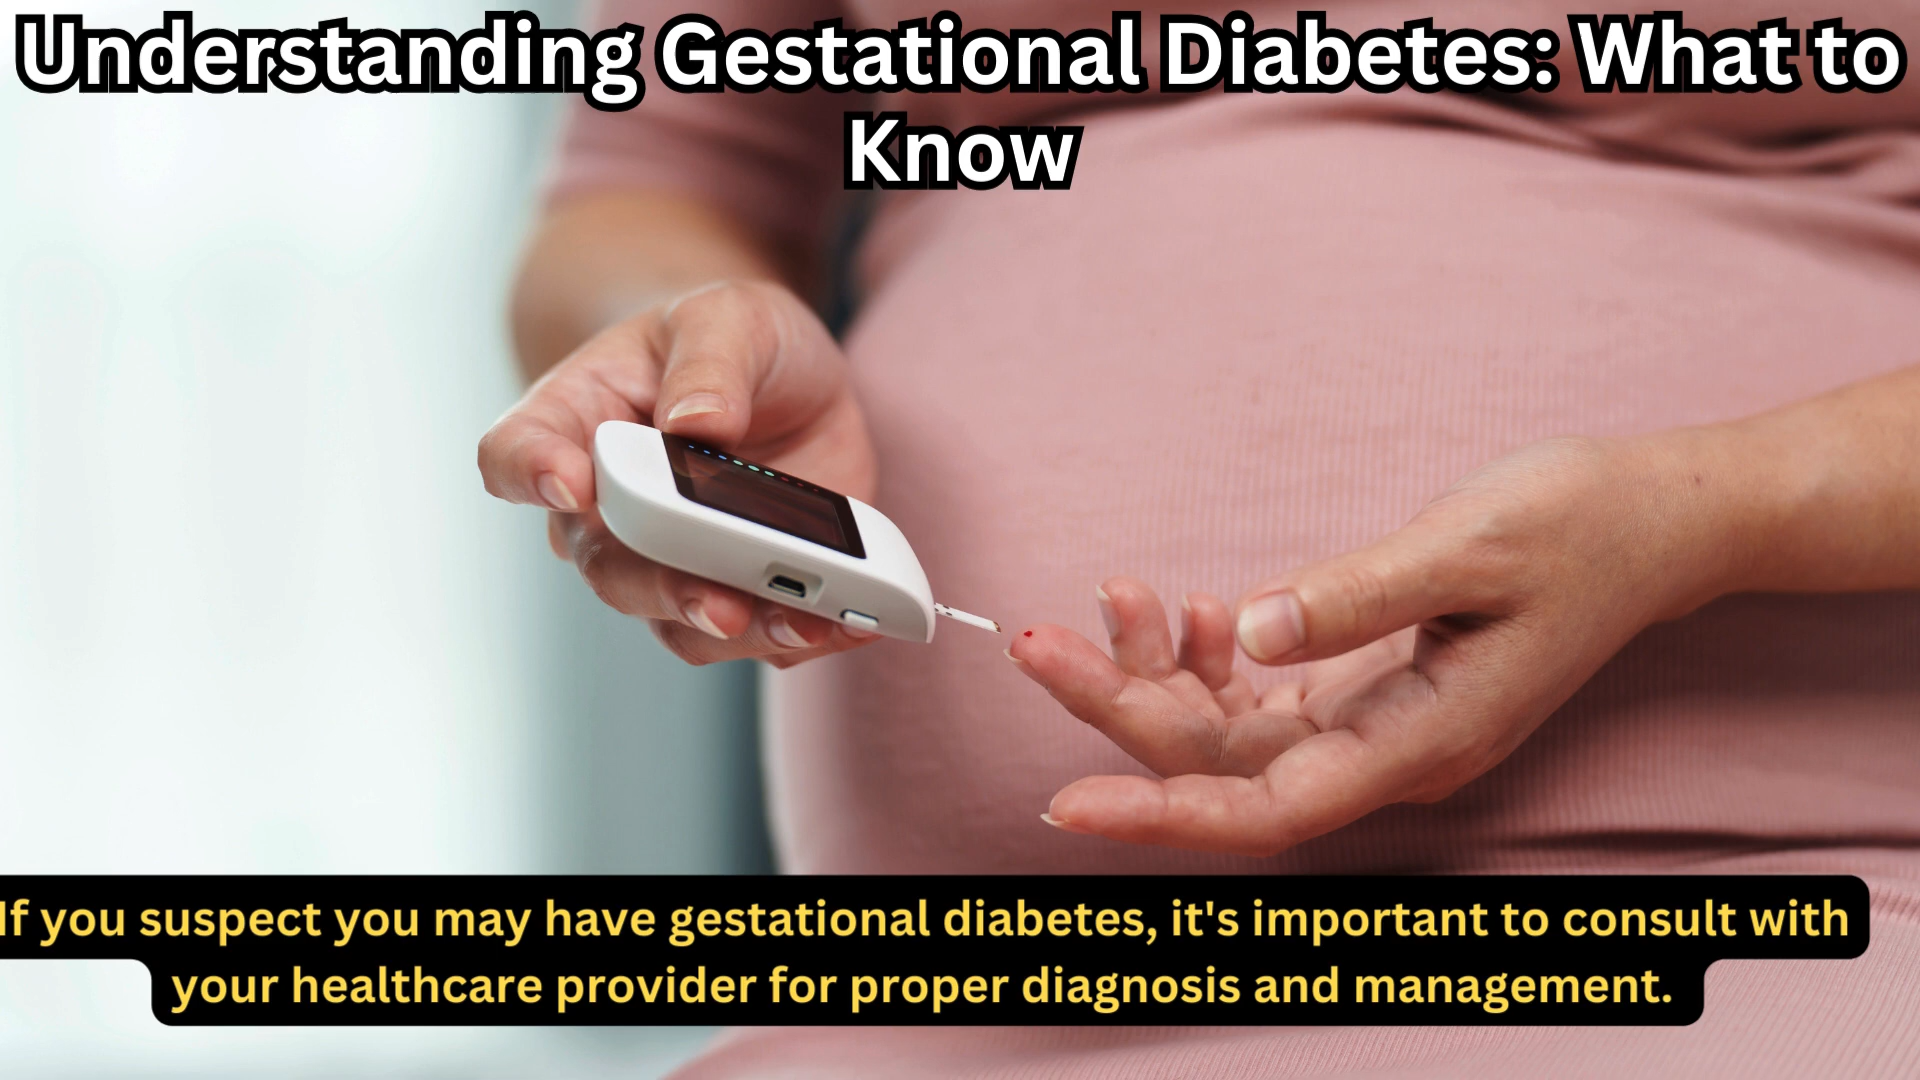 Understanding Gestational Diabetes: What to
Know
If you suspect you may have gestational diabetes, it's important to consult with
your healthcare provider for proper diagnosis and management.